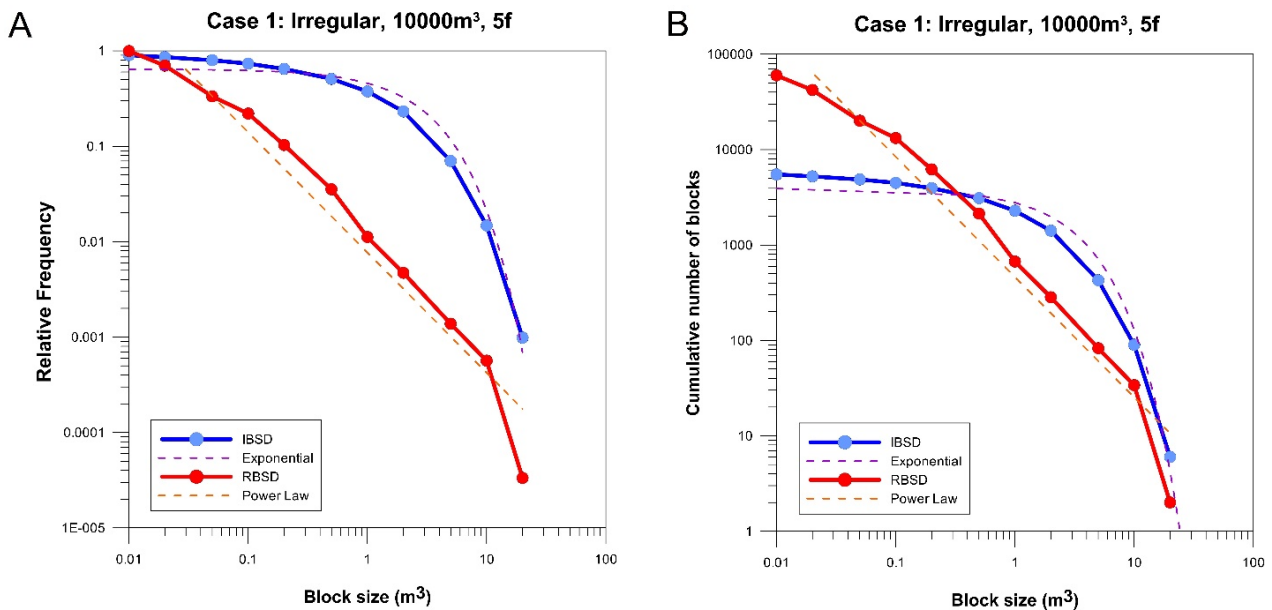 A
Case 1: Irregular, 10000m³, 5f
Relative Frequency
1
0.1
0.01
0.001
0.0001
1E-005
0.01
0.1
1
10
100
Block size (m³)
IBSD
Exponential
RBSD
Power Law
B
Case 1: Irregular, 10000m³, 5f
Cumulative number of blocks
100000
10000
1000
100
10
1
0.01
0.1
1
10
100
Block size (m³)
IBSD
Exponential
RBSD
Power Law